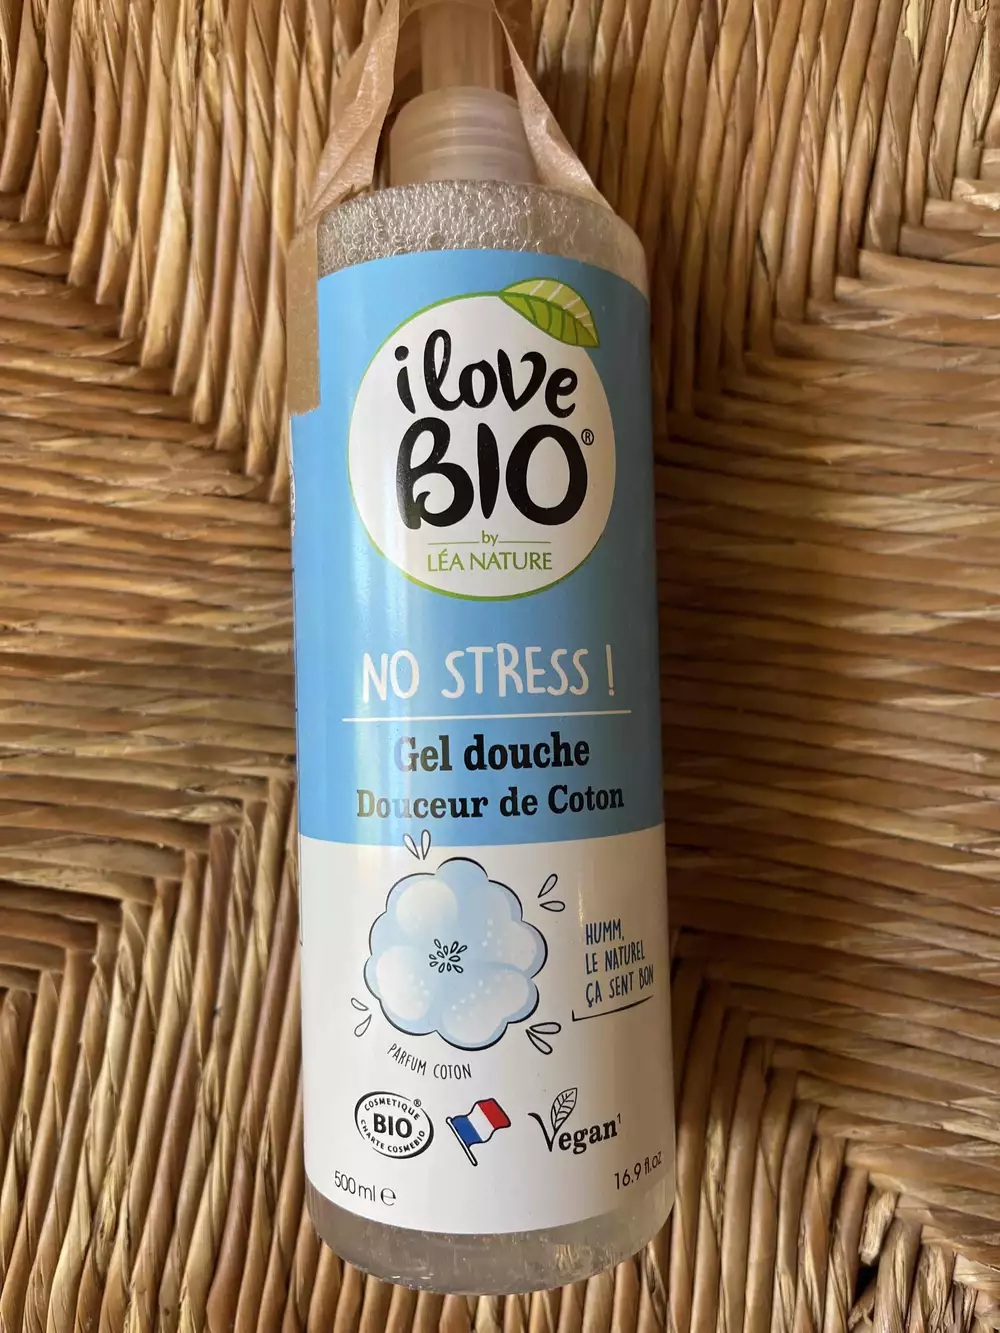 i love
BIO®
by
LÉA NATURE
NO STRESS !
Gel douche
Douceur de Coton
HUMM,
LE NATUREL
ÇA SENT BON
PARFUM COTON
COSMETIQUE
BIO
CHARTE COSMEBIO
®
Vegan¹
500 ml e
16.9 fl.oz